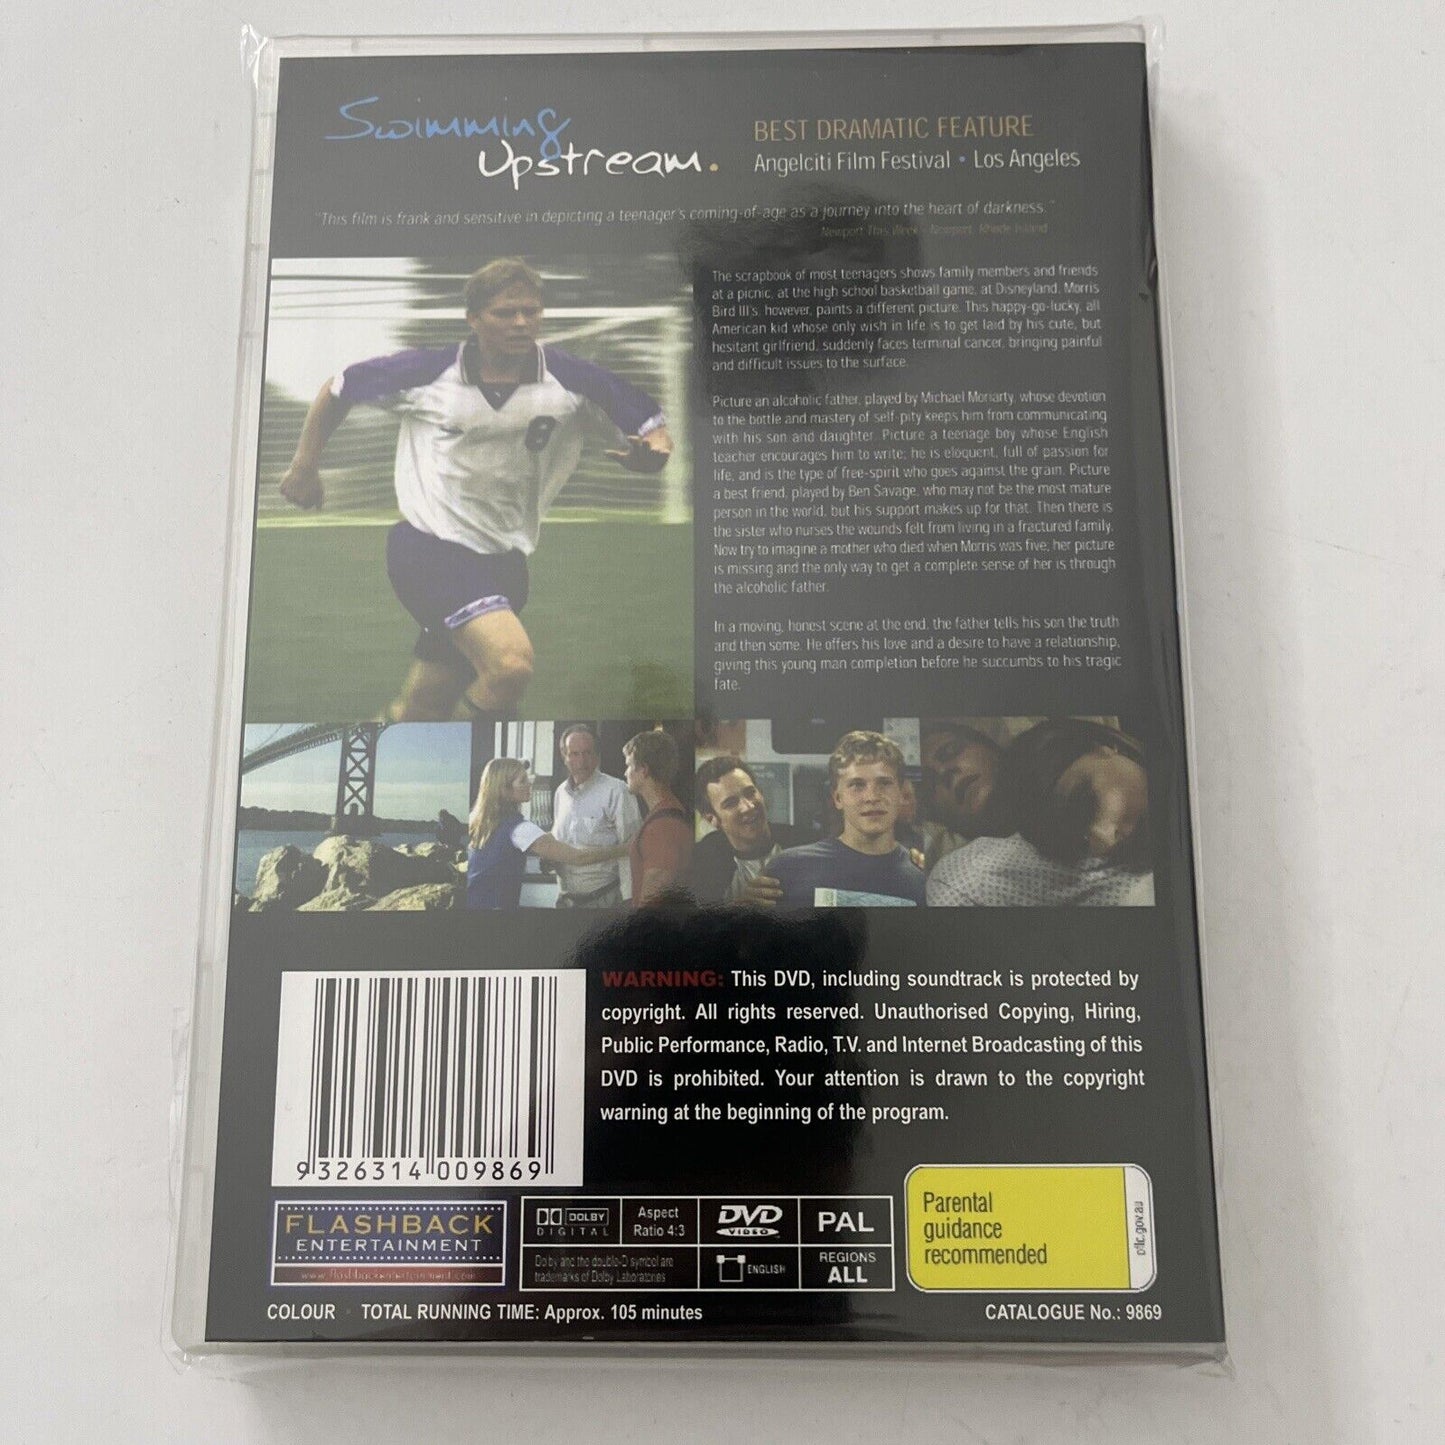 Swimming
Upstream.
BEST DRAMATIC FEATURE
Angelciti Film Festival • Los Angeles
"This film is frank and sensitive in depicting a teenager's coming-of-age as a journey into the heart of darkness."
Newport This Week - Newport, Rhode Island
The scrapbook of most teenagers shows family members and friends
at a picnic, at the high school basketball game, at Disneyland. Morris
Bird III's, however, paints a different picture. This happy-go-lucky, all
American kid whose only wish in life is to get laid by his cute, but
hesitant girlfriend, suddenly faces terminal cancer, bringing painful
and difficult issues to the surface.
Picture an alcoholic father, played by Michael Moriarty, whose devotion
to the bottle and mastery of self-pity keeps him from communicating
with his son and daughter. Picture a teenage boy whose English
teacher encourages him to write; he is eloquent, full of passion for
life, and is the type of free-spirit who goes against the grain. Picture
a best friend, played by Ben Savage, who may not be the most mature
person in the world, but his support makes up for that. Then there is
the sister who nurses the wounds felt from living in a fractured family.
Now try to imagine a mother who died when Morris was five; her picture
is missing and the only way to get a complete sense of her is through
the alcoholic father.
In a moving, honest scene at the end, the father tells his son the truth
and then some. He offers his love and a desire to have a relationship,
giving this young man completion before he succumbs to his tragic
fate.
8
WARNING: This DVD, including soundtrack is protected by
copyright. All rights reserved. Unauthorised Copying, Hiring,
Public Performance, Radio, T.V. and Internet Broadcasting of this
DVD is prohibited. Your attention is drawn to the copyright
warning at the beginning of the program.
9 326314 009869
FLASHBACK
ENTERTAINMENT
www.flashbackentertainment.com
DOLBY
DIGITAL
Aspect
Ratio 4:3
DVD
VIDEO
PAL
Dolby and the double-D symbol are
trademarks of Dolby Laboratories
ENGLISH
REGIONS
ALL
Parental
guidance
recommended
oflc.gov.au
COLOUR • TOTAL RUNNING TIME: Approx. 105 minutes
CATALOGUE No.: 9869